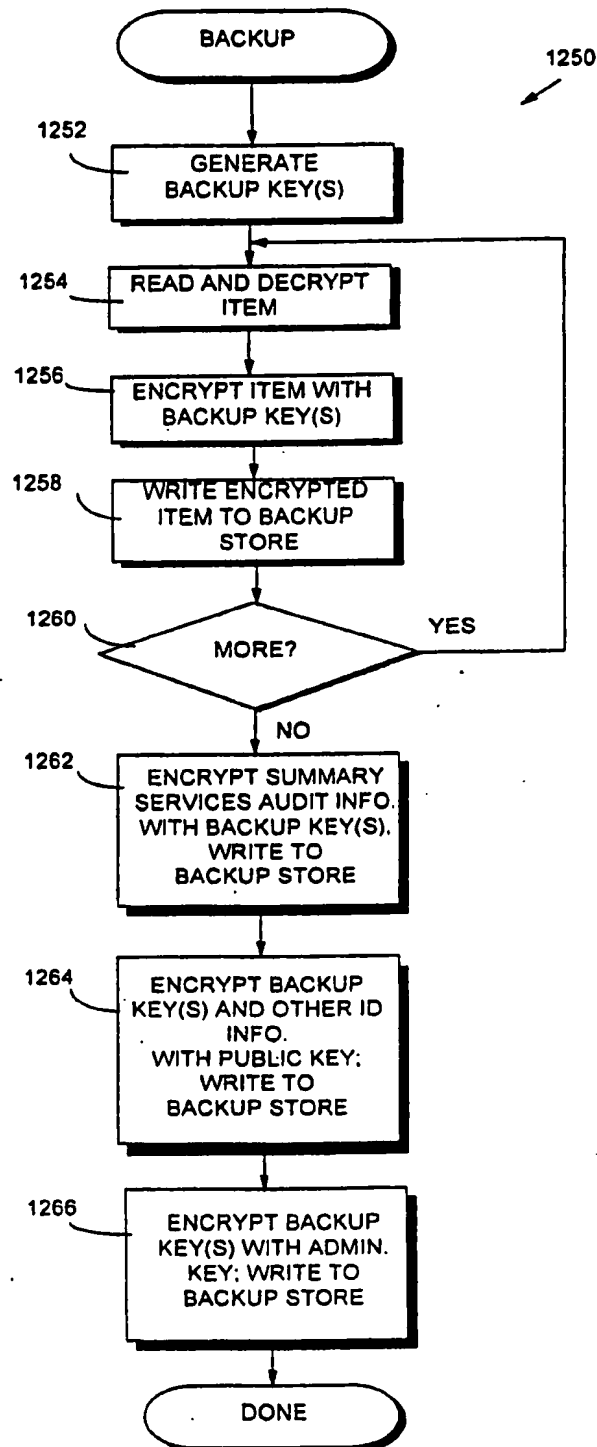 BACKUP
1250
1252
GENERATE
BACKUP KEY(S)
1254
READ AND DECRYPT
ITEM
1256
ENCRYPT ITEM WITH
BACKUP KEY(S)
1258
WRITE ENCRYPTED
ITEM TO BACKUP
STORE
1260
MORE?
YES
NO
1262
ENCRYPT SUMMARY
SERVICES AUDIT INFO.
WITH BACKUP KEY(S).
WRITE TO
BACKUP STORE
1264
ENCRYPT BACKUP
KEY(S) AND OTHER ID
INFO.
WITH PUBLIC KEY;
WRITE TO
BACKUP STORE
1266
ENCRYPT BACKUP
KEY(S) WITH ADMIN.
KEY; WRITE TO
BACKUP STORE
DONE